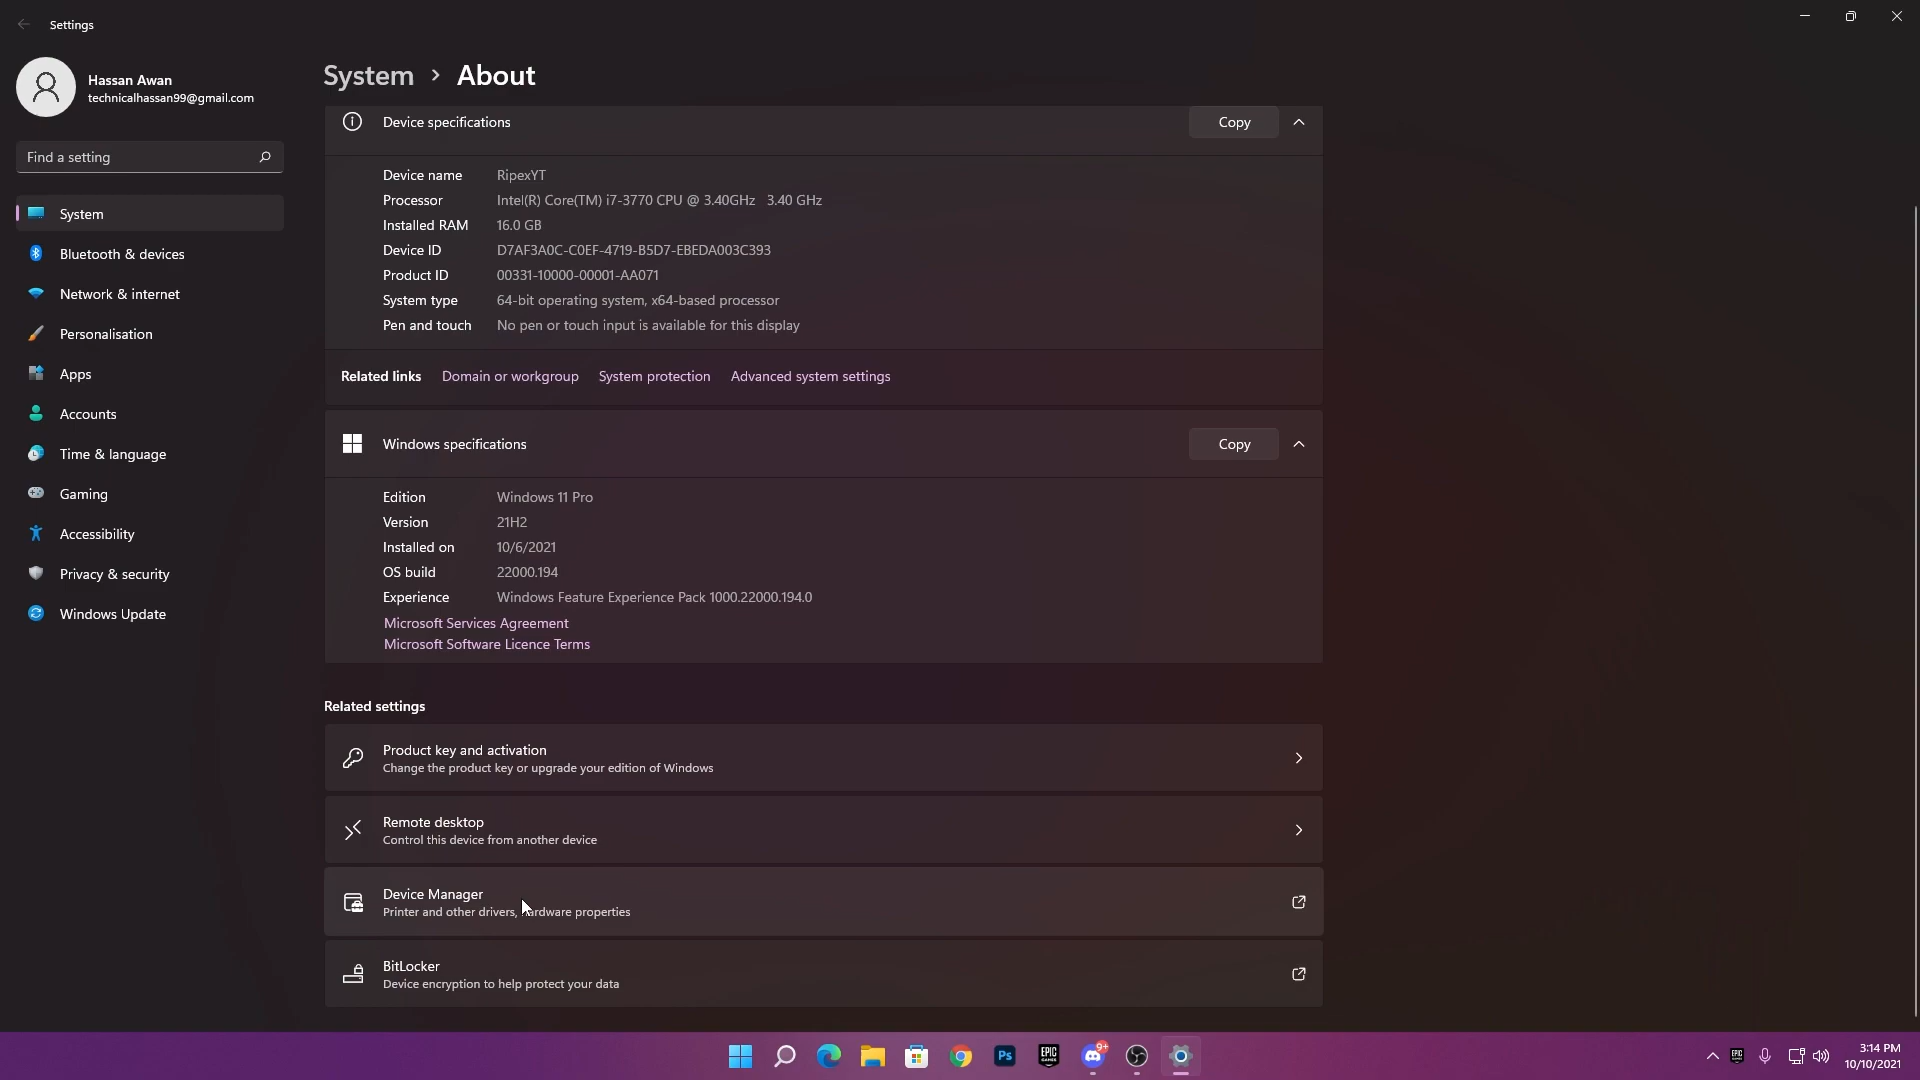 Settings
Hassan Awan
technicalhassan99@gmail.com
Find a setting
System
Bluetooth & devices
Network & internet
Personalisation
Apps
Accounts
Time & language
Gaming
Accessibility
Privacy & security
Windows Update
System > About
Device specifications
Copy
Device name RipexYT
Processor Intel(R) Core(TM) i7-3770 CPU @ 3.40GHz 3.40 GHz
Installed RAM 16.0 GB
Device ID D7AF3A0C-C0EF-4719-B5D7-EBEDA003C393
Product ID 00331-10000-00001-AA071
System type 64-bit operating system, x64-based processor
Pen and touch No pen or touch input is available for this display
Related links Domain or workgroup System protection Advanced system settings
Windows specifications
Copy
Edition Windows 11 Pro
Version 21H2
Installed on 10/6/2021
OS build 22000.194
Experience Windows Feature Experience Pack 1000.22000.194.0
Microsoft Services Agreement
Microsoft Software Licence Terms
Related settings
Product key and activation
Change the product key or upgrade your edition of Windows
Remote desktop
Control this device from another device
Device Manager
Printer and other drivers, hardware properties
BitLocker
Device encryption to help protect your data
Ps
EPIC
GAMES
9+
EPIC
3:14 PM
10/10/2021